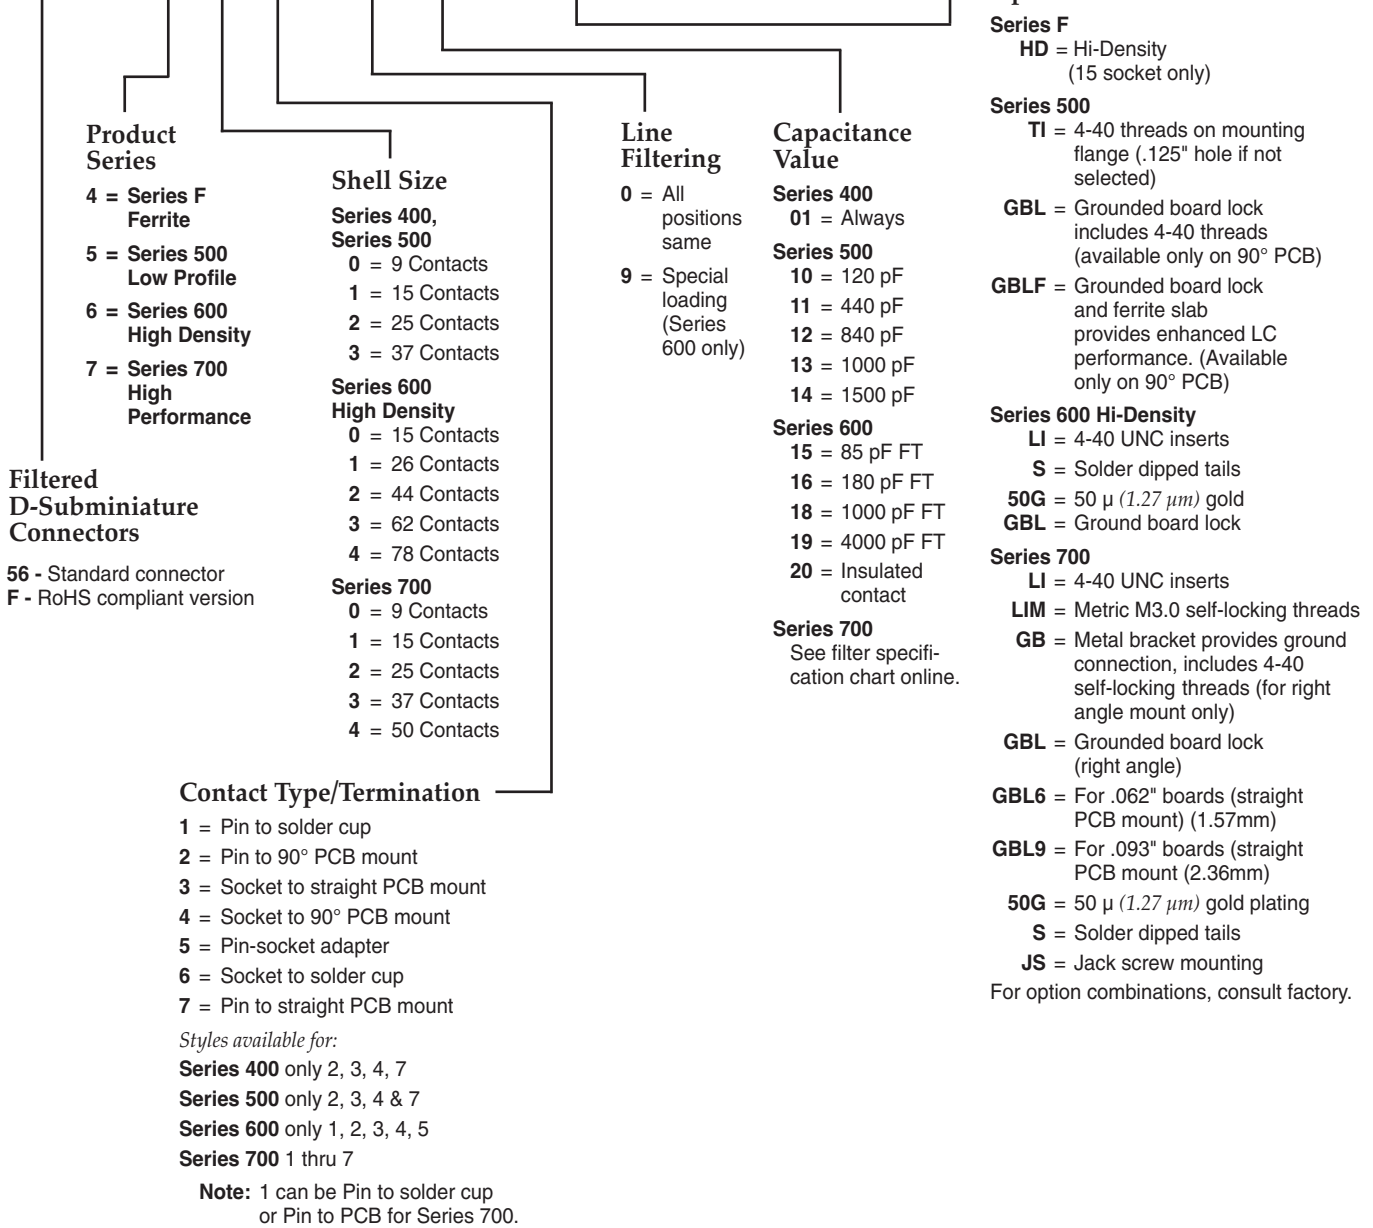 Product
Series
4 = Series F
Ferrite
5 = Series 500
Low Profile
6 = Series 600
High Density
7 = Series 700
High
Performance
Filtered
D-Subminiature
Connectors
56 - Standard connector
F - RoHS compliant version
Shell Size
Series 400,
Series 500
0 = 9 Contacts
1 = 15 Contacts
2 = 25 Contacts
3 = 37 Contacts
Series 600
High Density
0 = 15 Contacts
1 = 26 Contacts
2 = 44 Contacts
3 = 62 Contacts
4 = 78 Contacts
Series 700
0 = 9 Contacts
1 = 15 Contacts
2 = 25 Contacts
3 = 37 Contacts
4 = 50 Contacts
Contact Type/Termination
1 = Pin to solder cup
2 = Pin to 90° PCB mount
3 = Socket to straight PCB mount
4 = Socket to 90° PCB mount
5 = Pin-socket adapter
6 = Socket to solder cup
7 = Pin to straight PCB mount
Styles available for:
Series 400 only 2, 3, 4, 7
Series 500 only 2, 3, 4 & 7
Series 600 only 1, 2, 3, 4, 5
Series 700 1 thru 7
Note: 1 can be Pin to solder cup
or Pin to PCB for Series 700.
Line
Filtering
0 = All
positions
same
9 = Special
loading
(Series
600 only)
Capacitance
Value
Series 400
01 = Always
Series 500
10 = 120 pF
11 = 440 pF
12 = 840 pF
13 = 1000 pF
14 = 1500 pF
Series 600
15 = 85 pF FT
16 = 180 pF FT
18 = 1000 pF FT
19 = 4000 pF FT
20 = Insulated
contact
Series 700
See filter specifi-
cation chart online.
Series F
HD = Hi-Density
(15 socket only)
Series 500
TI = 4-40 threads on mounting
flange (.125" hole if not
selected)
GBL = Grounded board lock
includes 4-40 threads
(available only on 90° PCB)
GBLF = Grounded board lock
and ferrite slab
provides enhanced LC
performance. (Available
only on 90° PCB)
Series 600 Hi-Density
LI = 4-40 UNC inserts
S = Solder dipped tails
50G = 50 µ (1.27 µm) gold
GBL = Ground board lock
Series 700
LI = 4-40 UNC inserts
LIM = Metric M3.0 self-locking threads
GB = Metal bracket provides ground
connection, includes 4-40
self-locking threads (for right
angle mount only)
GBL = Grounded board lock
(right angle)
GBL6 = For .062" boards (straight
PCB mount) (1.57mm)
GBL9 = For .093" boards (straight
PCB mount (2.36mm)
50G = 50 µ (1.27 µm) gold plating
S = Solder dipped tails
JS = Jack screw mounting
For option combinations, consult factory.